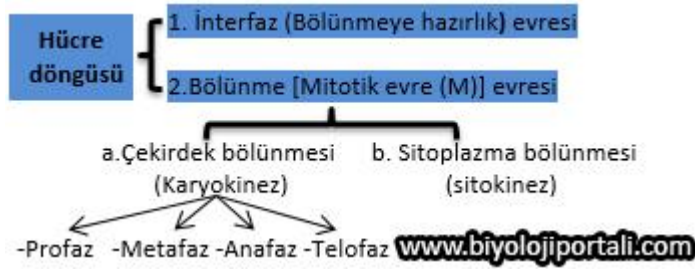 Hücre
döngüsü
1. İnterfaz (Bölünmeye hazırlık) evresi
2.Bölünme [Mitotik evre (M)] evresi
a.Çekirdek bölünmesi
(Karyokinez)
b. Sitoplazma bölünmesi
(sitokinez)
-Profaz -Metafaz -Anafaz -Telofaz
www.biyolojiportali.com